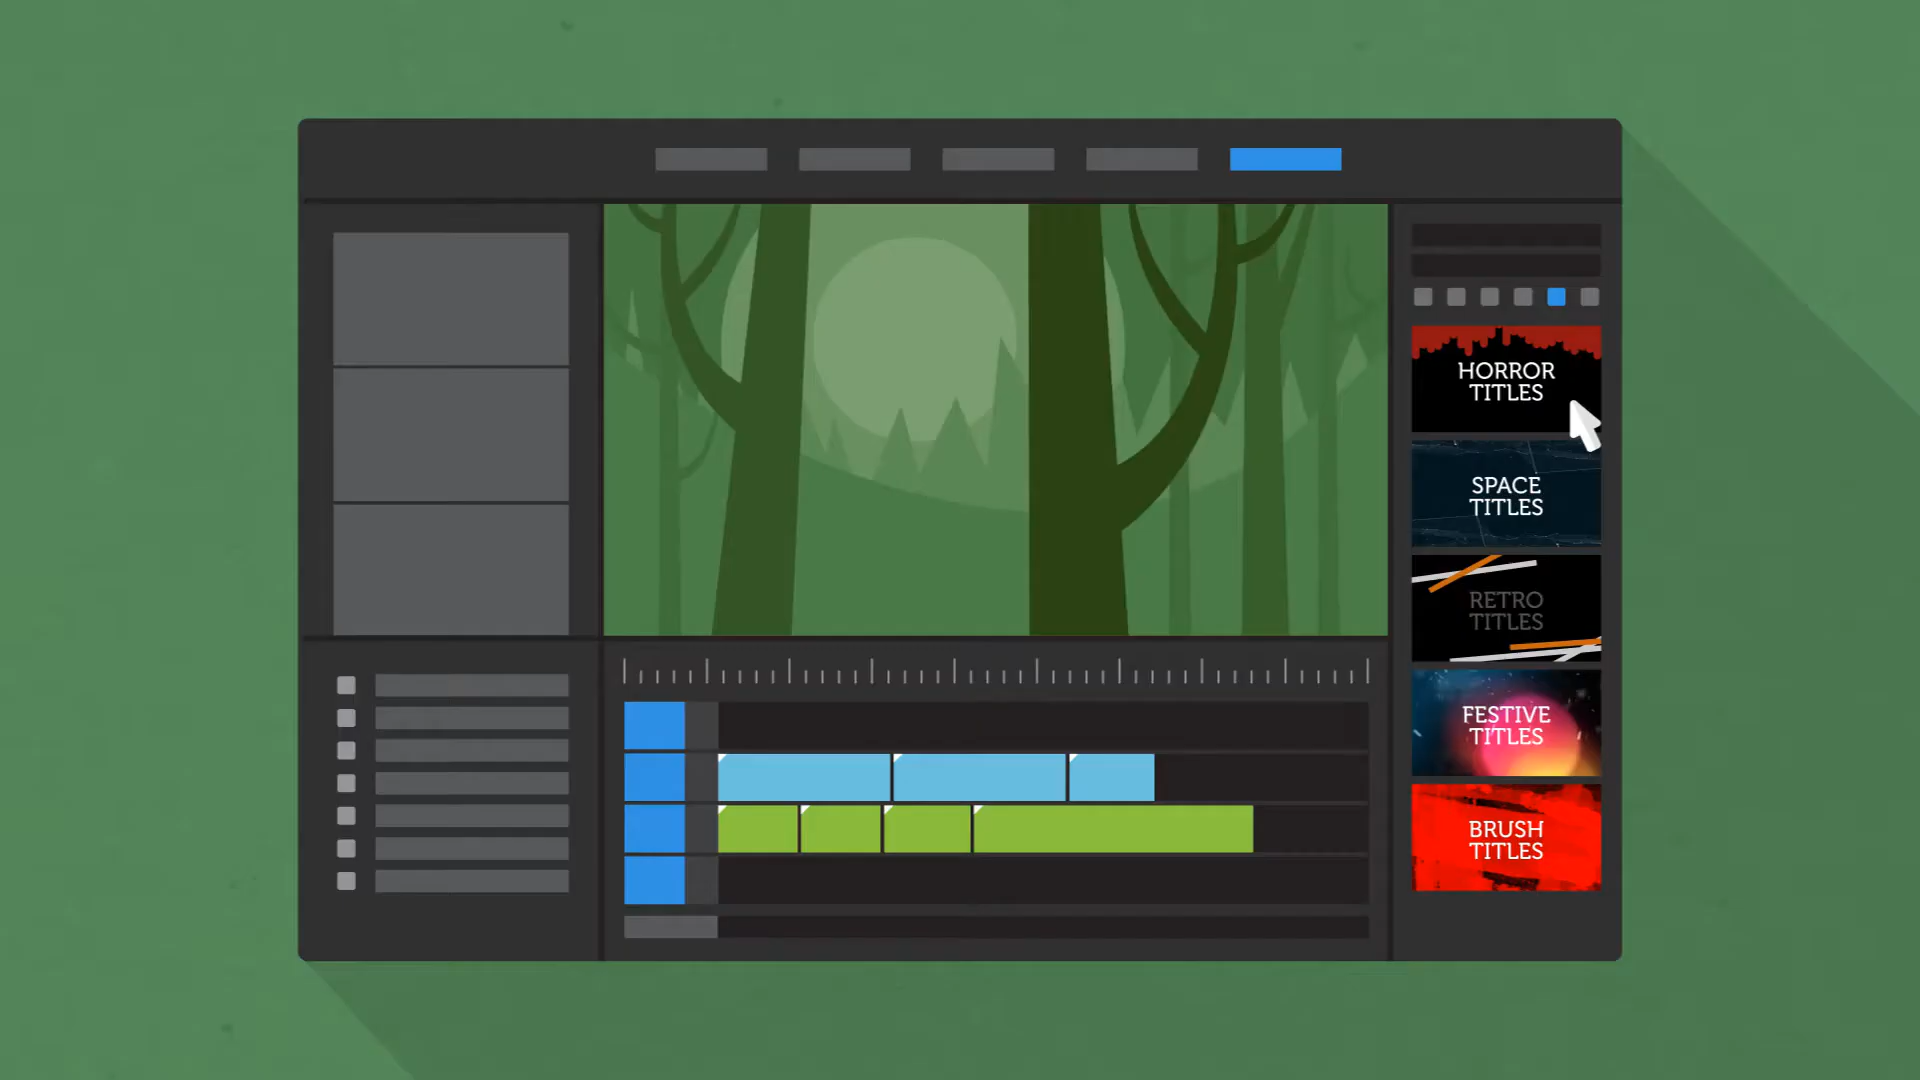 HORROR
TITLES
SPACE
TITLES
RETRO
TITLES
FESTIVE
TITLES
BRUSH
TITLES